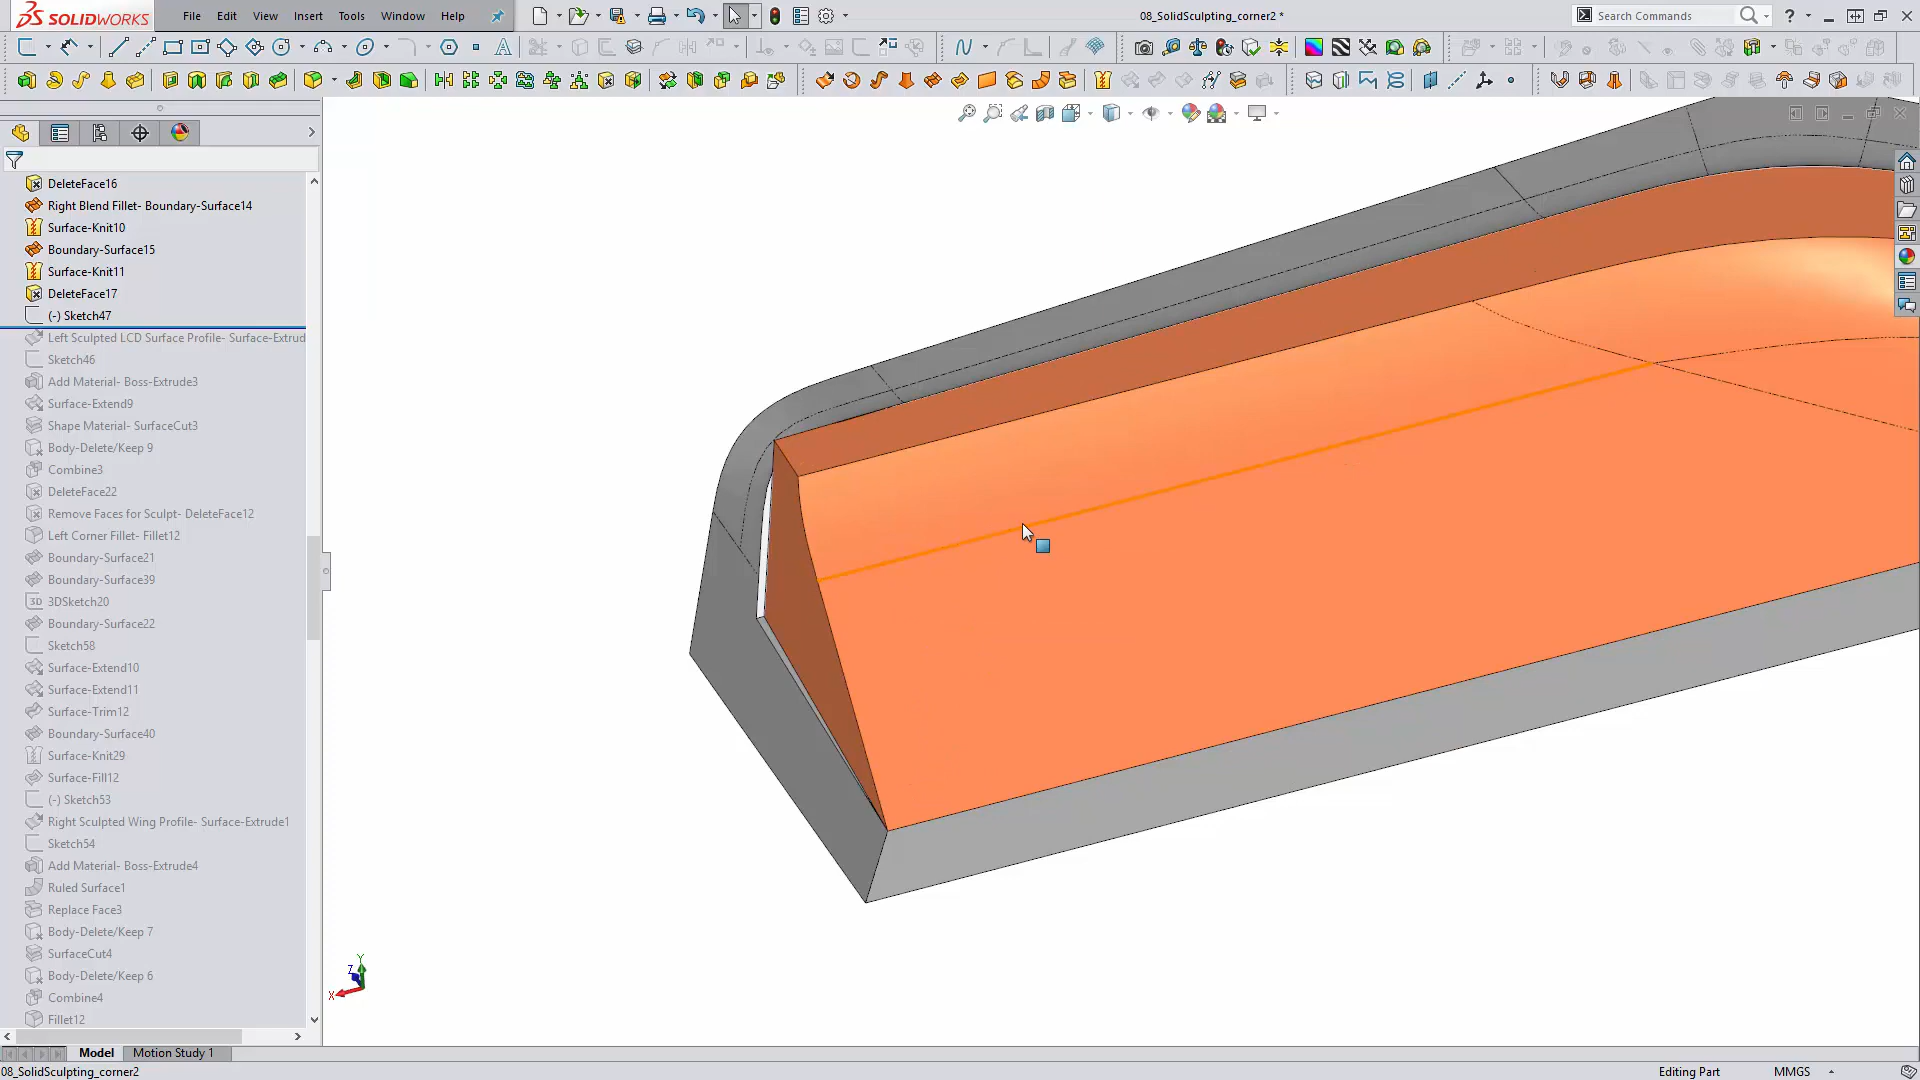 SOLIDWORKS
File Edit View Insert Tools Window Help
08_SolidSculpting_corner2 *
Search Commands
DeleteFace16
Right Blend Fillet- Boundary-Surface14
Surface-Knit10
Boundary-Surface15
Surface-Knit11
DeleteFace17
(-) Sketch47
Left Sculpted LCD Surface Profile- Surface-Extrud
Sketch46
Add Material- Boss-Extrude3
Surface-Extend9
Shape Material- SurfaceCut3
Body-Delete/Keep 9
Combine3
DeleteFace22
Remove Faces for Sculpt- DeleteFace12
Left Corner Fillet- Fillet12
Boundary-Surface21
Boundary-Surface39
3D 3DSketch20
Boundary-Surface22
Sketch58
Surface-Extend10
Surface-Extend11
Surface-Trim12
Boundary-Surface40
Surface-Knit29
Surface-Fill12
(-) Sketch53
Right Sculpted Wing Profile- Surface-Extrude1
Sketch54
Add Material- Boss-Extrude4
Ruled Surface1
Replace Face3
Body-Delete/Keep 7
SurfaceCut4
Body-Delete/Keep 6
Combine4
Fillet12
Y
Z
X
Model Motion Study 1
08_SolidSculpting_corner2
Editing Part MMGS